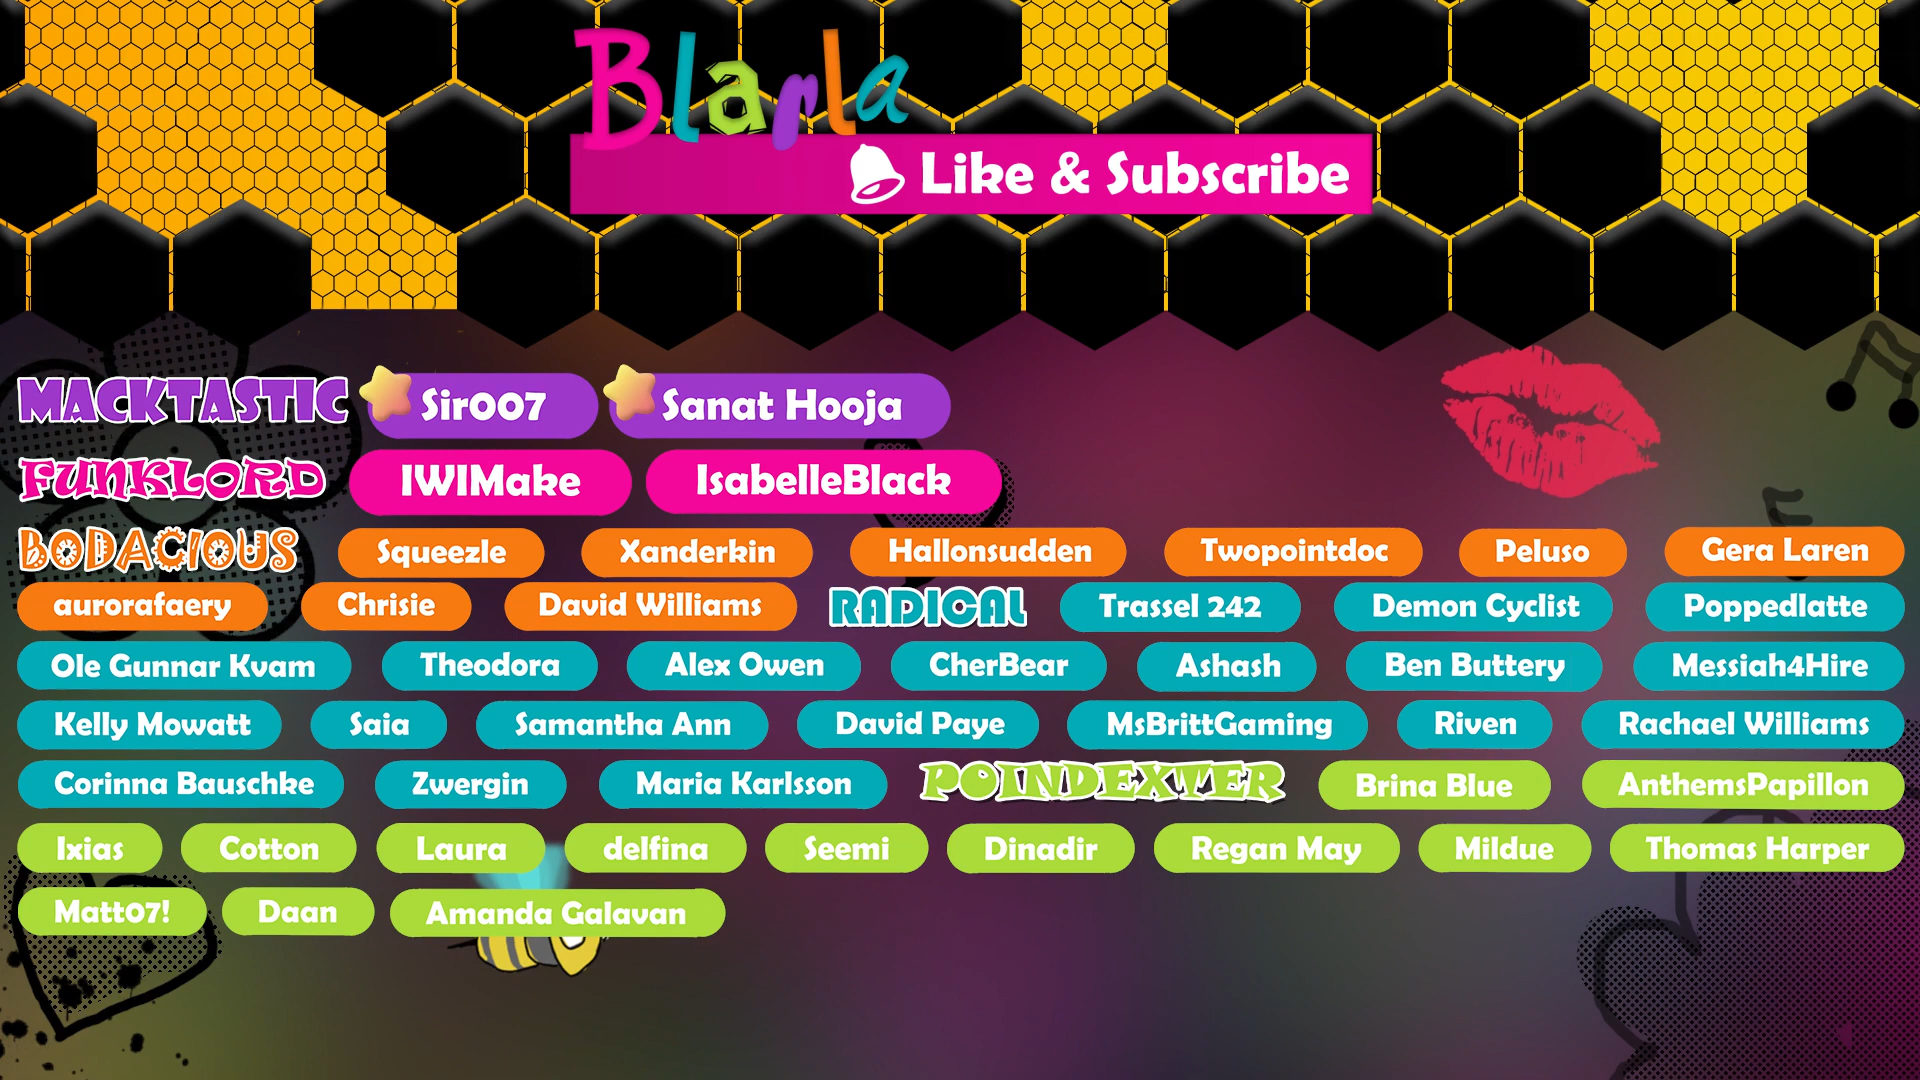 Blarla
Like & Subscribe
MACKTASTIC Sir007 Sanat Hooja
FUNKLORD IWIMake IsabelleBlack
BODACIOUS Squeezle Xanderkin Hallonsudden Twopointdoc Peluso Gera Laren
aurorafaery Chrisie David Williams RADICAL Trassel 242 Demon Cyclist Poppedlatte
Ole Gunnar Kvam Theodora Alex Owen CherBear Ashash Ben Buttery Messiah4Hire
Kelly Mowatt Saia Samantha Ann David Paye MsBrittGaming Riven Rachael Williams
Corinna Bauschke Zwergin Maria Karlsson POINDEXTER Brina Blue AnthemsPapillon
Ixias Cotton Laura delfina Seemi Dinadir Regan May Mildue Thomas Harper
Matt07! Daan Amanda Galavan